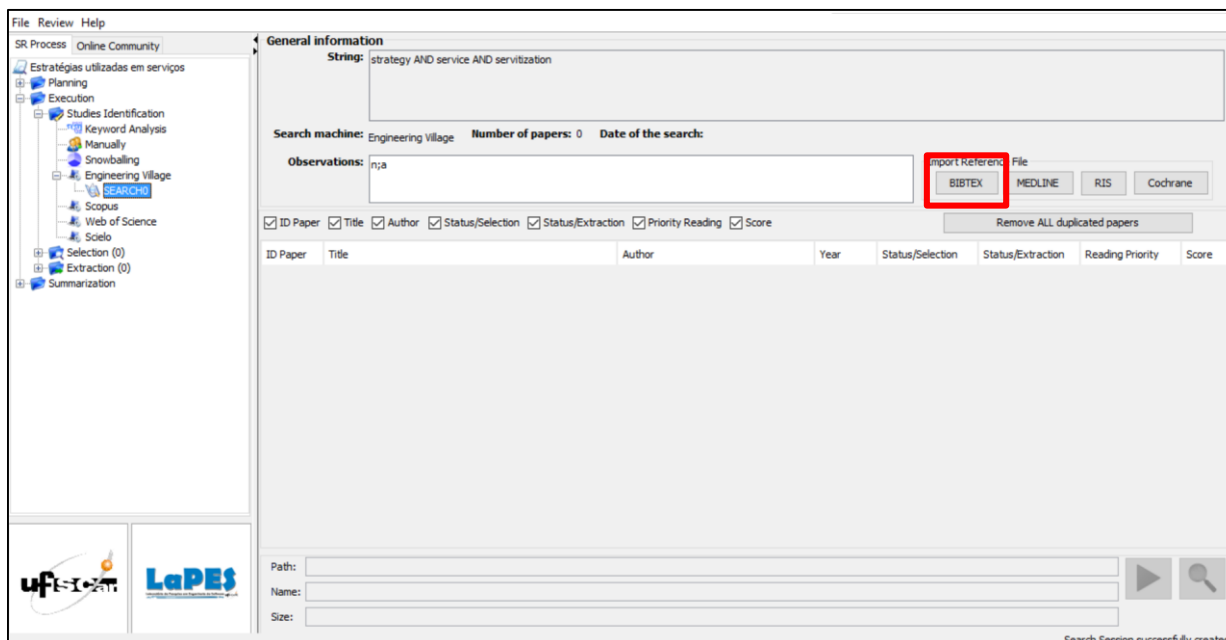 File Review Help
SR Process Online Community
Estratégias utilizadas em serviços
Planning
Execution
Studies Identification
Keyword Analysis
Manually
Snowballing
Engineering Village
SEARCH0
Scopus
Web of Science
Scielo
Selection (0)
Extraction (0)
Summarization
ufscar
LaPES
General information
String: strategy AND service AND servitization
Search machine: Engineering Village Number of papers: 0 Date of the search:
Observations: n;a
Import Reference File
BIBTEX MEDLINE RIS Cochrane
ID Paper Title Author Status/Selection Status/Extraction Priority Reading Score Remove ALL duplicated papers
ID Paper Title Author Year Status/Selection Status/Extraction Reading Priority Score
Path:
Name:
Size:
Search Session successfully create